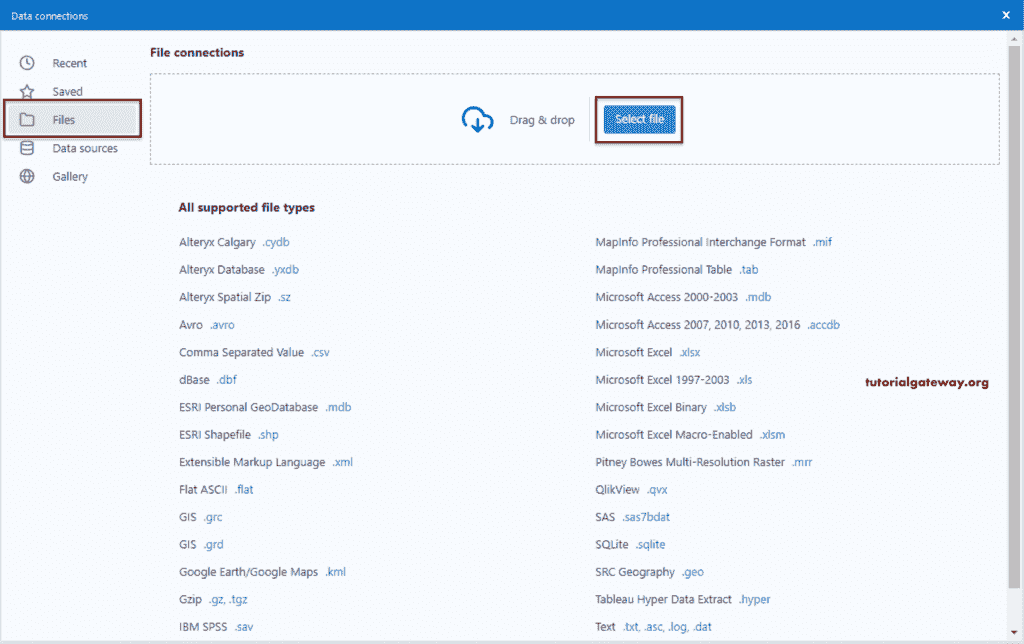 Data connections
Recent
Saved
Files
Data sources
Gallery
File connections
Drag & drop
Select file
All supported file types
Alteryx Calgary .cydb
Alteryx Database .yxdb
Alteryx Spatial Zip .sz
Avro .avro
Comma Separated Value .csv
dBase .dbf
ESRI Personal GeoDatabase .mdb
ESRI Shapefile .shp
Extensible Markup Language .xml
Flat ASCII .flat
GIS .grc
GIS .grd
Google Earth/Google Maps .kml
Gzip .gz, .tgz
IBM SPSS .sav
MapInfo Professional Interchange Format .mif
MapInfo Professional Table .tab
Microsoft Access 2000-2003 .mdb
Microsoft Access 2007, 2010, 2013, 2016 .accdb
Microsoft Excel .xlsx
Microsoft Excel 1997-2003 .xls
Microsoft Excel Binary .xlsb
Microsoft Excel Macro-Enabled .xlsm
Pitney Bowes Multi-Resolution Raster .mrr
QlikView .qvx
SAS .sas7bdat
SQLite .sqlite
SRC Geography .geo
Tableau Hyper Data Extract .hyper
Text .txt, .asc, .log, .dat
tutorialgateway.org